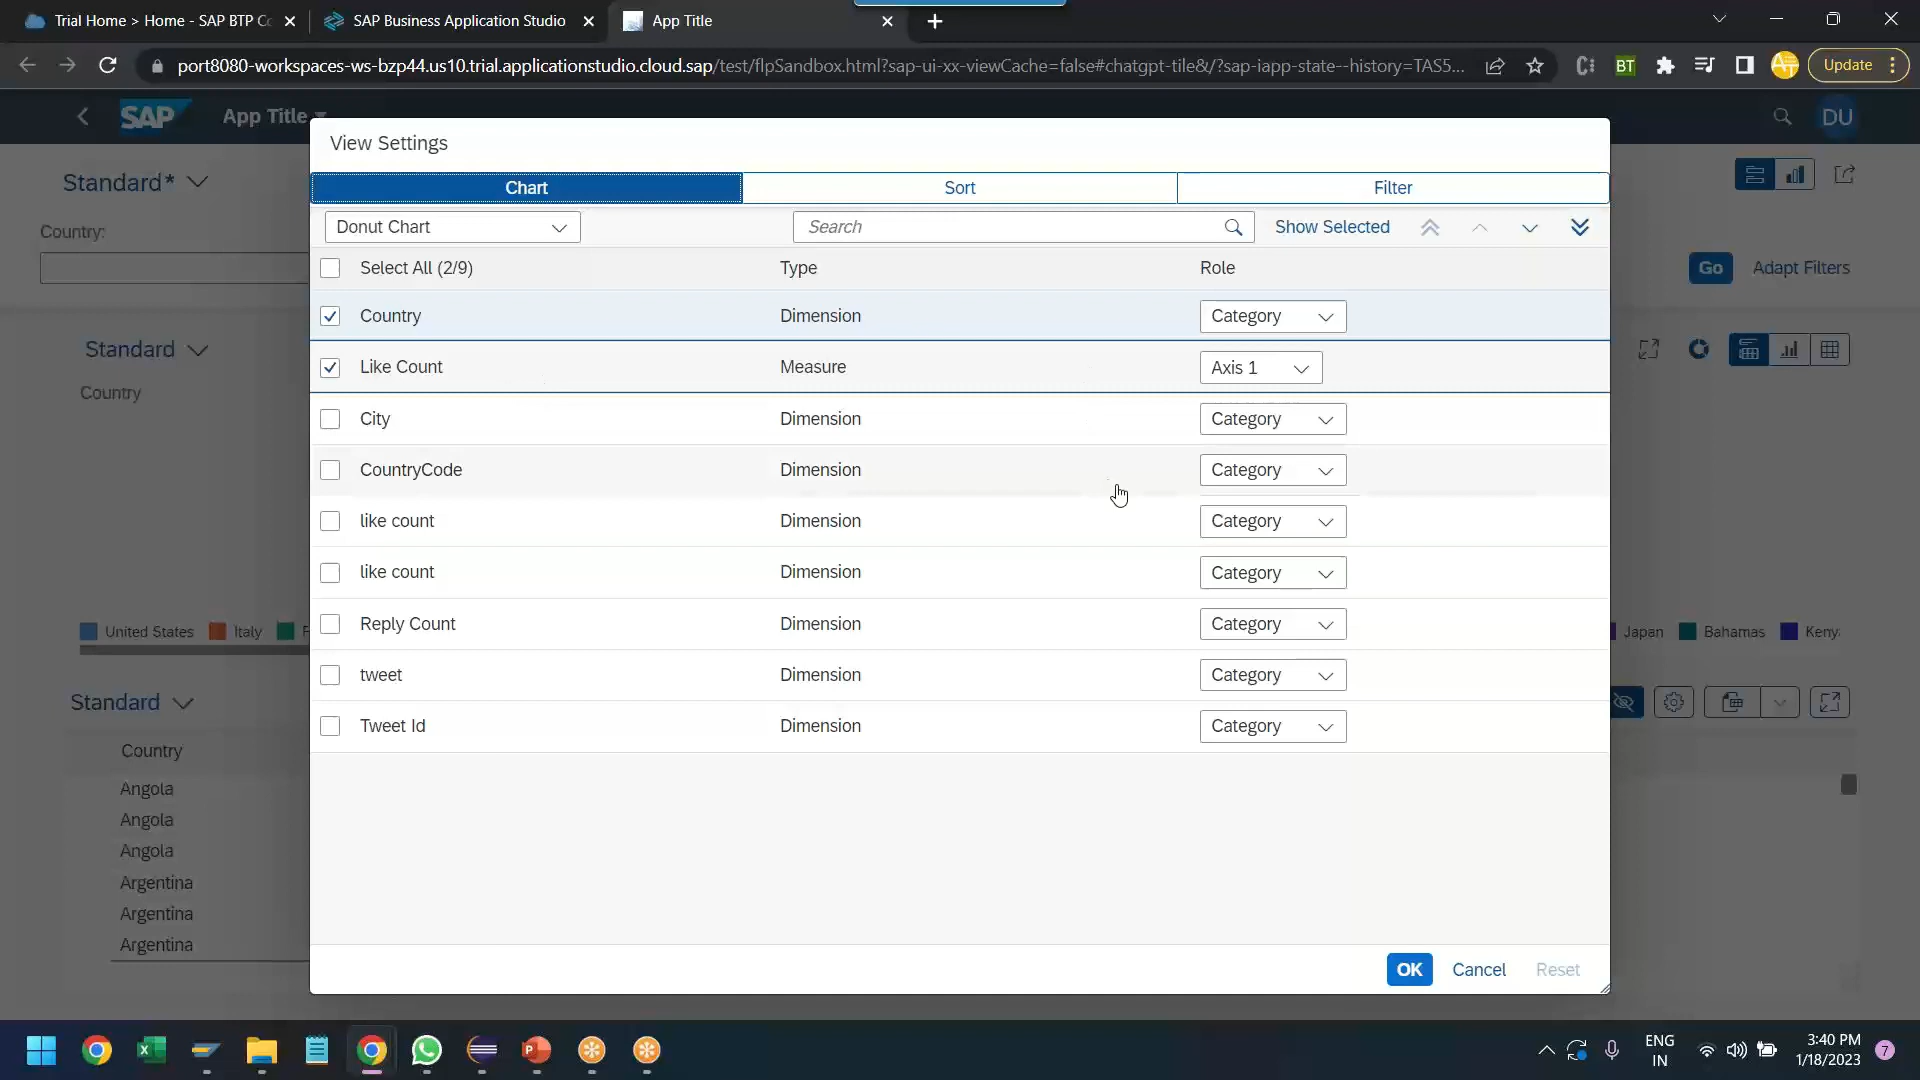 Trial Home > Home - SAP BTP Co
SAP Business Application Studio
App Title
port8080-workspaces-ws-bzp44.us10.trial.applicationstudio.cloud.sap/test/flpSandbox.html?sap-ui-xx-viewCache=false#chatgpt-tile&/?sap-iapp-state--history=TAS5...
BT
Update
SAP
App Title
DU
Standard*
Country:
Go
Adapt Filters
Standard
Country
United States
Italy
F
Japan
Bahamas
Keny
Standard
Country
Angola
Angola
Angola
Argentina
Argentina
Argentina
View Settings
Chart
Sort
Filter
Donut Chart
Search
Show Selected
Select All (2/9)
Type
Role
Country
Dimension
Category
Like Count
Measure
Axis 1
City
Dimension
Category
CountryCode
Dimension
Category
like count
Dimension
Category
like count
Dimension
Category
Reply Count
Dimension
Category
tweet
Dimension
Category
Tweet Id
Dimension
Category
OK
Cancel
Reset
ENG
IN
3:40 PM
1/18/2023
7